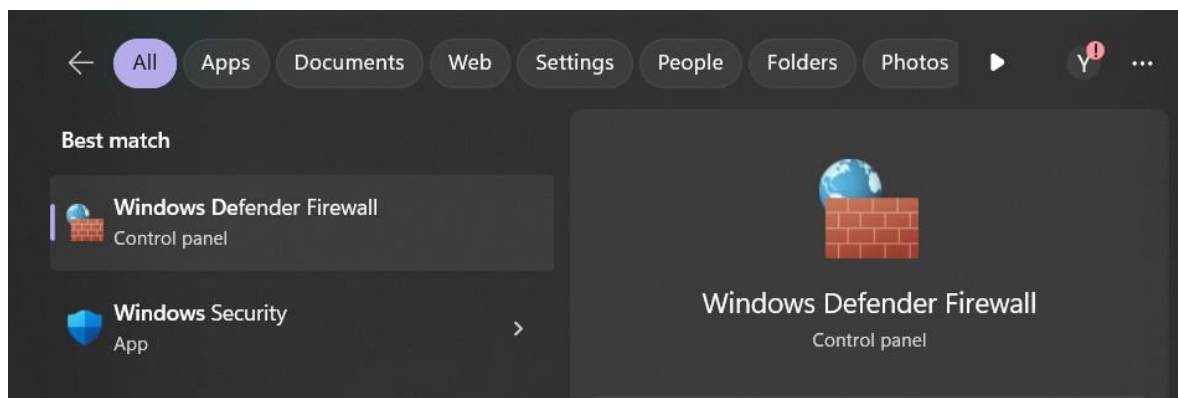 All Apps Documents Web Settings People Folders Photos Y !
Best match
Windows Defender Firewall
Control panel
Windows Security
App
Windows Defender Firewall
Control panel